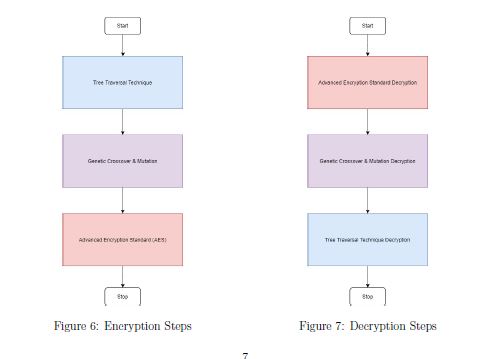 Start
Tree Traversal Technique
Genetic Crossover & Mutation
Advanced Encryption Standard (AES)
Stop
Figure 6: Encryption Steps
Start
Advanced Encryption Standard Decryption
Genetic Crossover & Mutation Decryption
Tree Traversal Technique Decryption
Stop
Figure 7: Decryption Steps
7